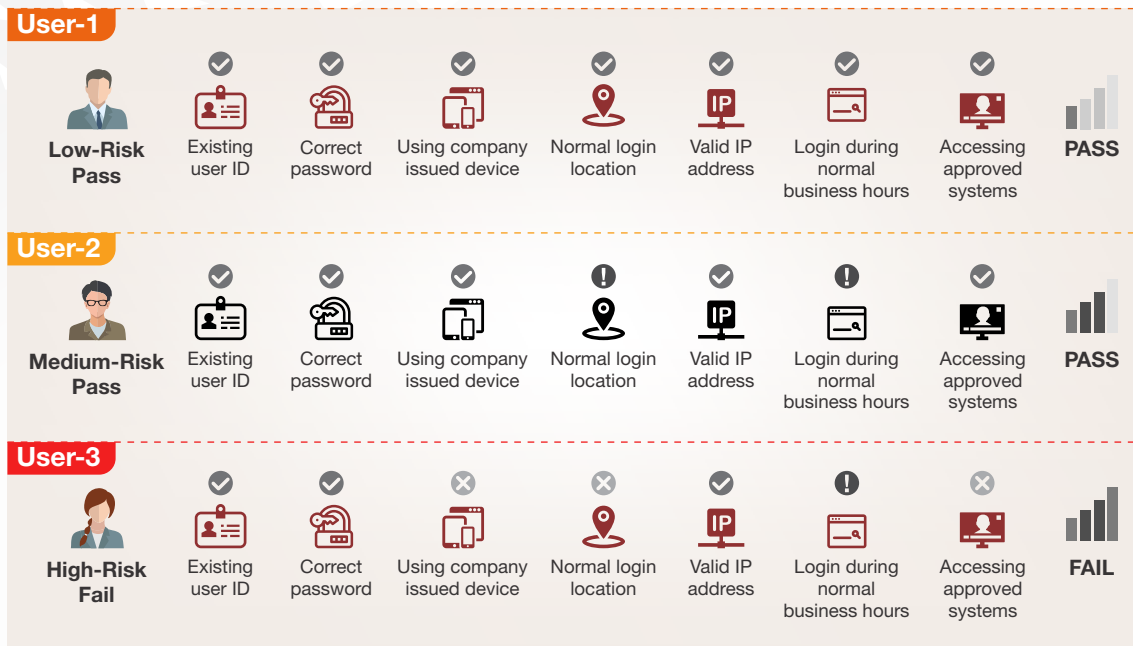 User-1
Low-Risk
Pass
Existing
user ID
Correct
password
Using company
issued device
Normal login
location
IP
Valid IP
address
Login during
normal
business hours
Accessing
approved
systems
PASS
User-2
Medium-Risk
Pass
Existing
user ID
Correct
password
Using company
issued device
Normal login
location
IP
Valid IP
address
Login during
normal
business hours
Accessing
approved
systems
PASS
User-3
High-Risk
Fail
Existing
user ID
Correct
password
Using company
issued device
Normal login
location
IP
Valid IP
address
Login during
normal
business hours
Accessing
approved
systems
FAIL